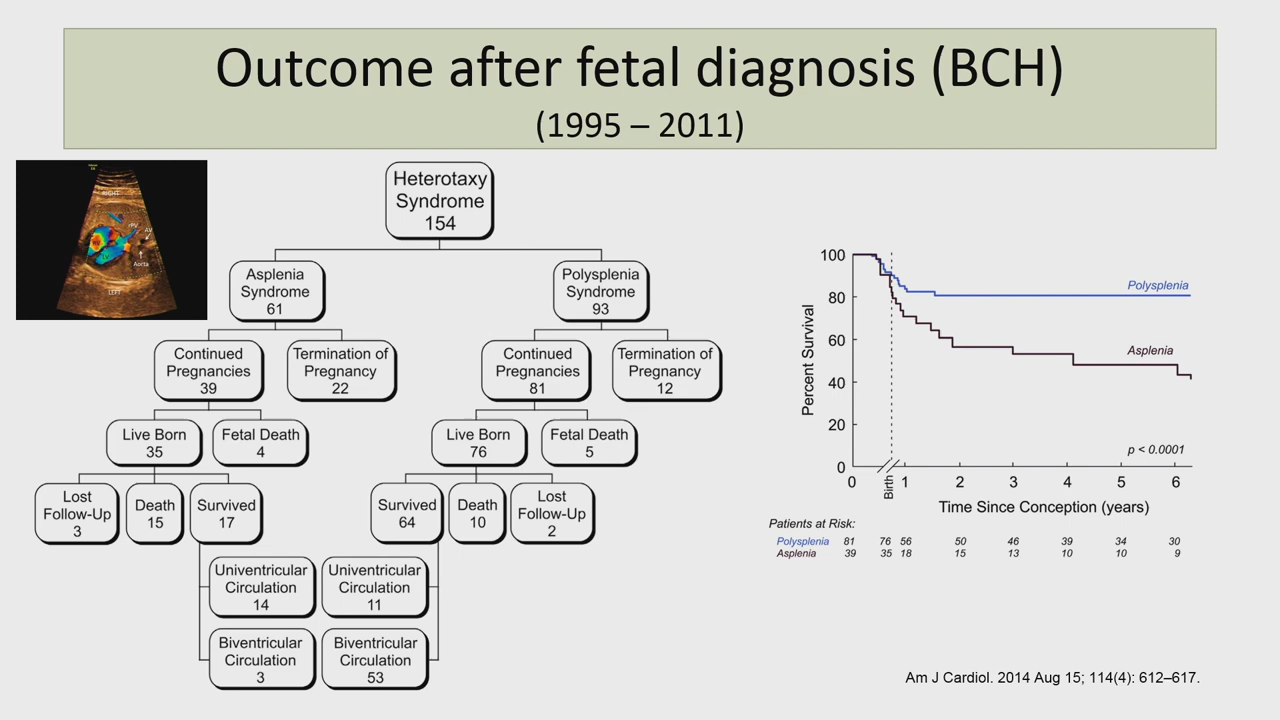 Outcome after fetal diagnosis (BCH)
(1995 – 2011)
RIGHT
rPV
AV
Aorta
LEFT
Heterotaxy
Syndrome
154
Asplenia
Syndrome
61
Polysplenia
Syndrome
93
Continued
Pregnancies
39
Termination of
Pregnancy
22
Continued
Pregnancies
81
Termination of
Pregnancy
12
Live Born
35
Fetal Death
4
Live Born
76
Fetal Death
5
Lost
Follow-Up
3
Death
15
Survived
17
Survived
64
Death
10
Lost
Follow-Up
2
Univentricular
Circulation
14
Univentricular
Circulation
11
Biventricular
Circulation
3
Biventricular
Circulation
53
Percent Survival
100
80
60
40
20
0
Polysplenia
Asplenia
p < 0.0001
0
Birth
1
2
3
4
5
6
Time Since Conception (years)
Patients at Risk:
Polysplenia 81 76 56 50 46 39 34 30
Asplenia 39 35 18 15 13 10 10 9
Am J Cardiol. 2014 Aug 15; 114(4): 612–617.